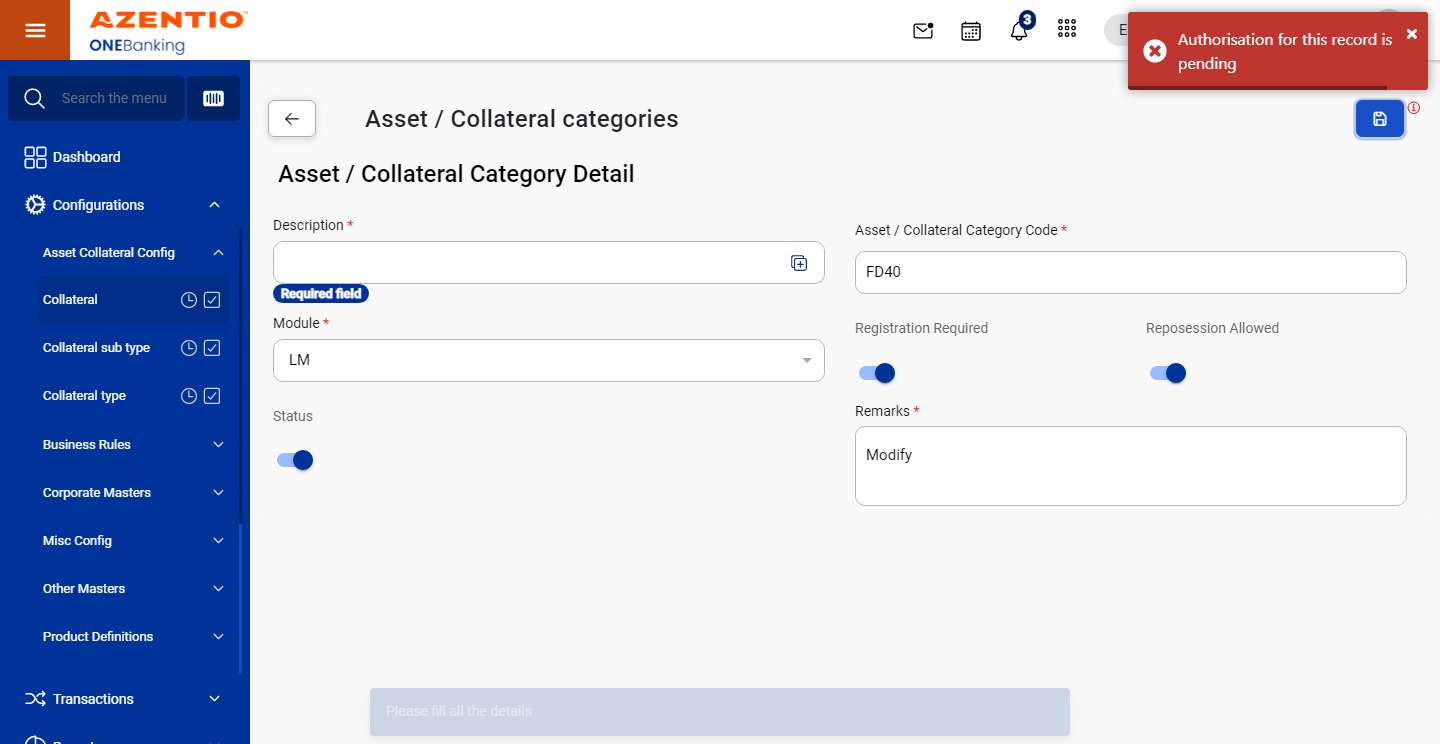 AZENTIO™
ONEBanking
3
E
Authorisation for this record is
pending
Search the menu
Dashboard
Configurations
Asset Collateral Config
Collateral
Collateral sub type
Collateral type
Business Rules
Corporate Masters
Misc Config
Other Masters
Product Definitions
Transactions
Asset / Collateral categories
Asset / Collateral Category Detail
Description *
Required field
Asset / Collateral Category Code *
FD40
Module *
LM
Registration Required
Reposession Allowed
Status
Remarks *
Modify
Please fill all the details